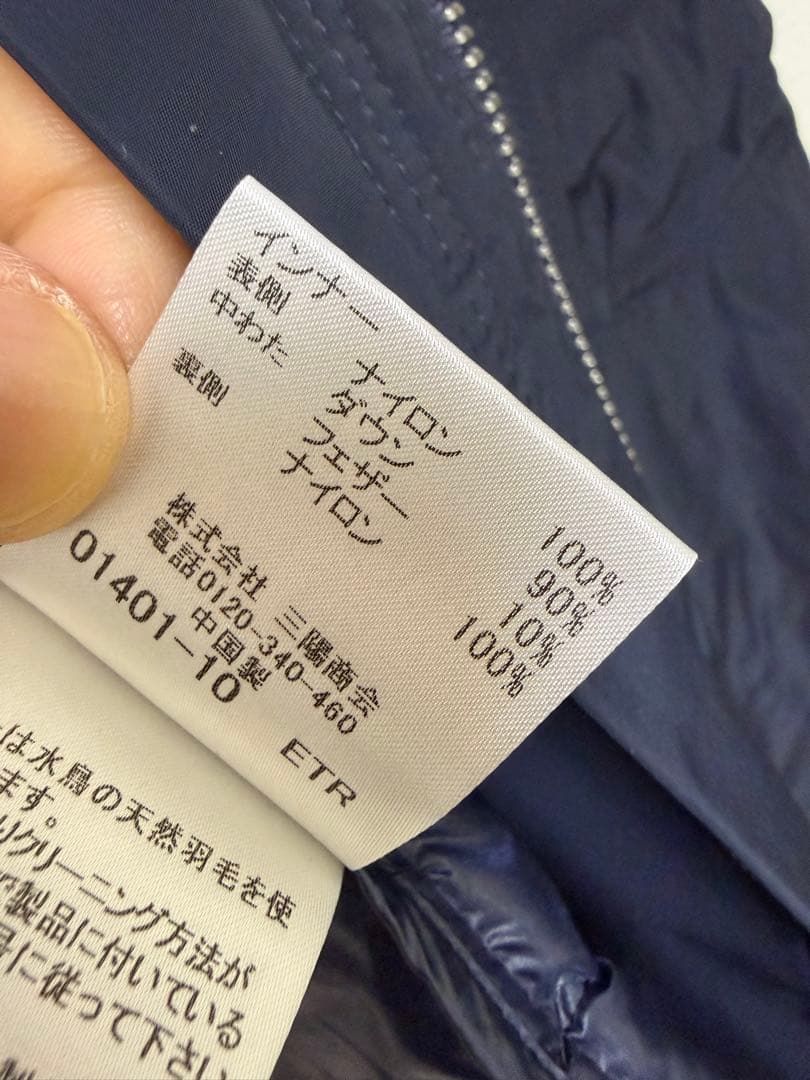 インナー
表側 ナイロン 100%
中わた ダウン 90%
フェザー 10%
裏側 ナイロン 100%
株式会社 三陽商会
電話0120-340-460
中国製
01401-10 ETR
は水鳥の天然羽毛を使
ます。
クリーニング方法が
製品に付いている
に従って下さい